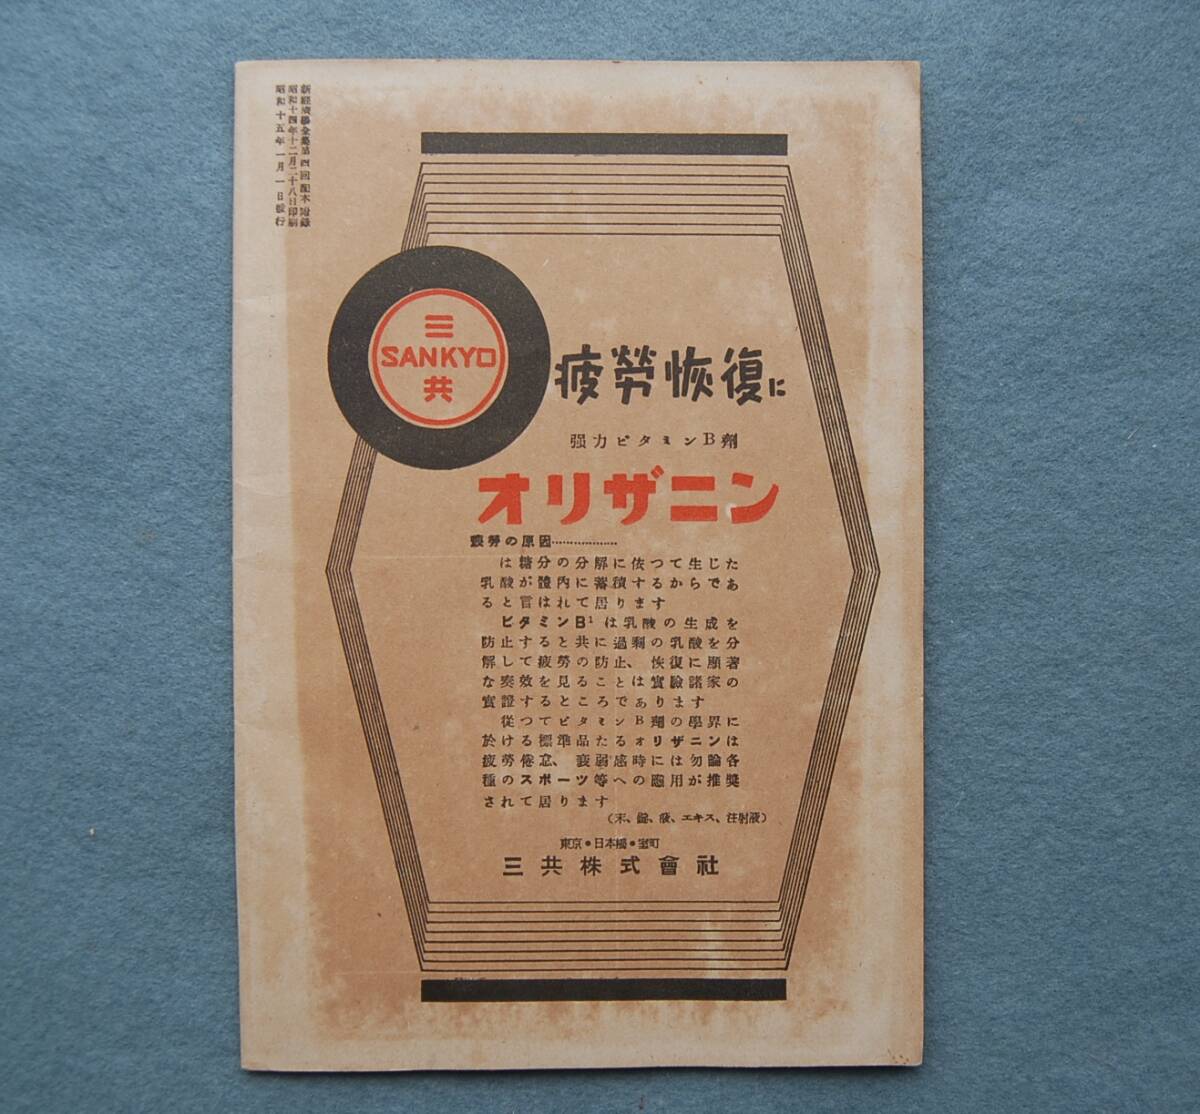 新經濟學全集第四回配本附錄
昭和十四年十二月二十八日印刷
昭和十五年一月一日發行
三
SANKYO
共
疲勞恢復に
强力ビタミンB劑
オリザニン
疲勞の原因………………
は糖分の分解に依つて生じた
乳酸が體內に蓄積するからであ
ると言はれて居ります
ビタミンB¹は乳酸の生成を
防止すると共に過剩の乳酸を分
解して疲勞の防止、恢復に顯著
な奏效を見ることは實驗諸家の
實證するところであります
從つてビタミンB劑の學界に
於ける標準品たるオリザニンは
疲勞倦怠、衰弱感時には勿論各
種のスポーツ等への應用が推奬
されて居ります
(末、錠、液、エキス、注射液)
東京・日本橋・室町
三共株式會社